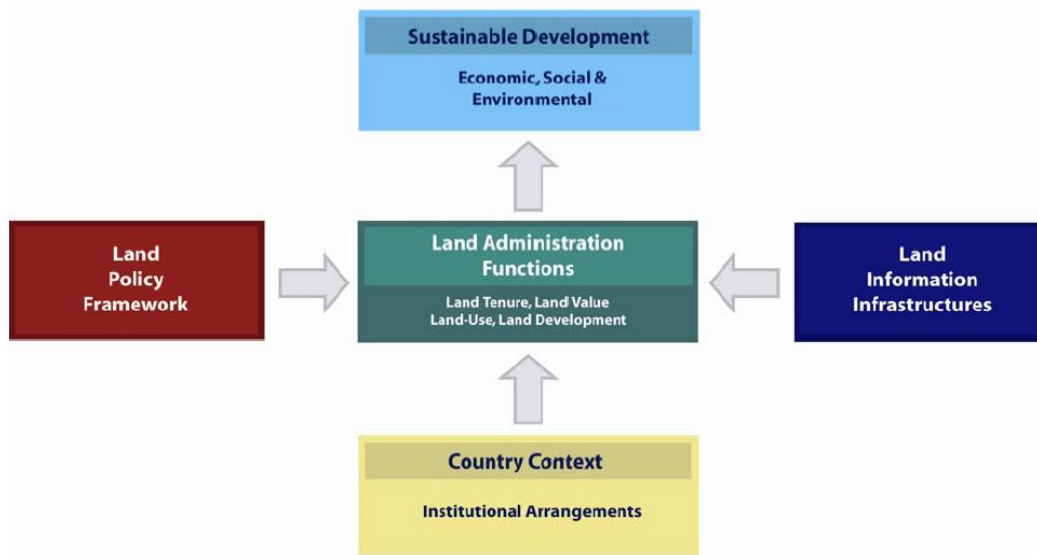 Sustainable Development
Economic, Social &
Environmental
Land
Policy
Framework
Land Administration
Functions
Land Tenure, Land Value
Land-Use, Land Development
Land
Information
Infrastructures
Country Context
Institutional Arrangements